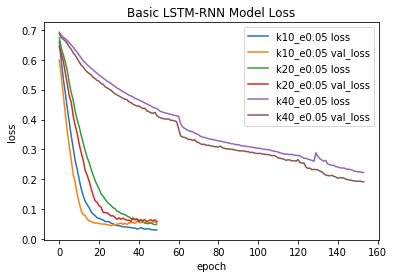 Basic LSTM-RNN Model Loss
0.7
0.6
0.5
0.4
0.3
0.2
0.1
0.0
loss
k10_e0.05 loss
k10_e0.05 val_loss
k20_e0.05 loss
k20_e0.05 val_loss
k40_e0.05 loss
k40_e0.05 val_loss
0 20 40 60 80 100 120 140 160
epoch